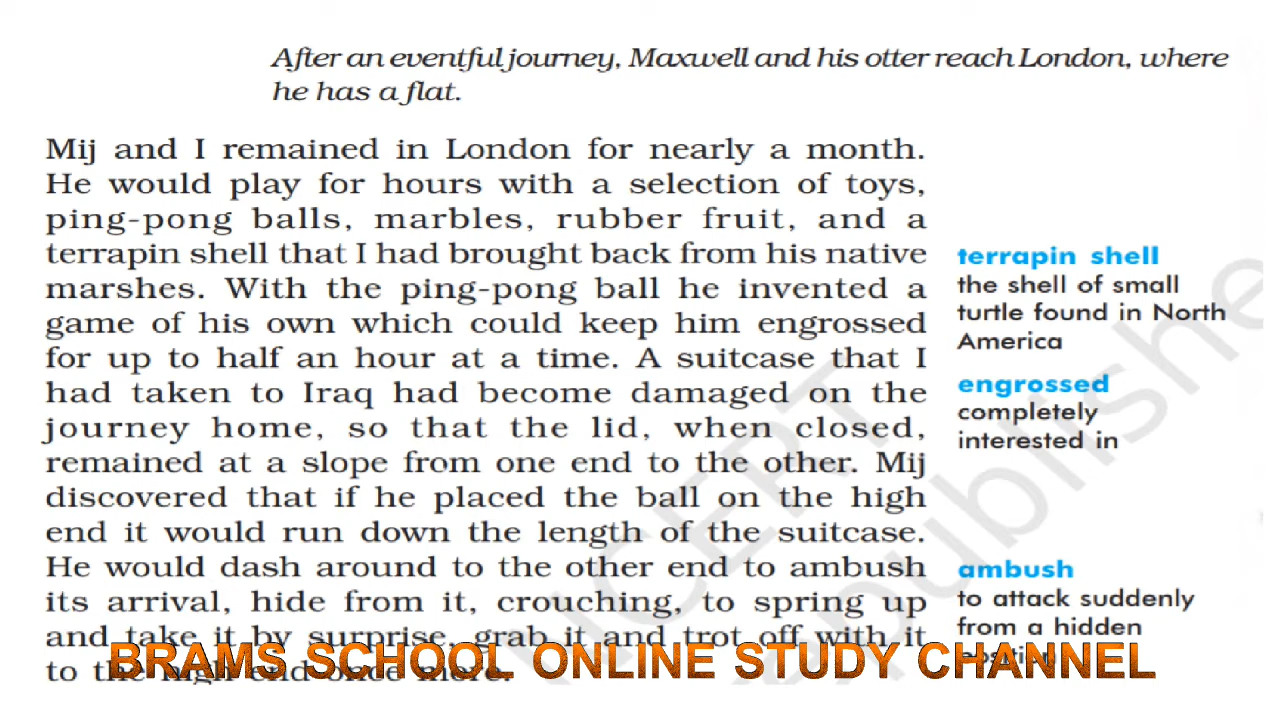 After an eventful journey, Maxwell and his otter reach London, where
he has a flat.
Mij and I remained in London for nearly a month.
He would play for hours with a selection of toys,
ping-pong balls, marbles, rubber fruit, and a
terrapin shell that I had brought back from his native
marshes. With the ping-pong ball he invented a
game of his own which could keep him engrossed
for up to half an hour at a time. A suitcase that I
had taken to Iraq had become damaged on the
journey home, so that the lid, when closed,
remained at a slope from one end to the other. Mij
discovered that if he placed the ball on the high
end it would run down the length of the suitcase.
He would dash around to the other end to ambush
its arrival, hide from it, crouching, to spring up
and take it by surprise, grab it and trot off with it
to the high end once more.
terrapin shell
the shell of small
turtle found in North
America
engrossed
completely
interested in
ambush
to attack suddenly
from a hidden
position
NCERT
BRAMS SCHOOL ONLINE STUDY CHANNEL